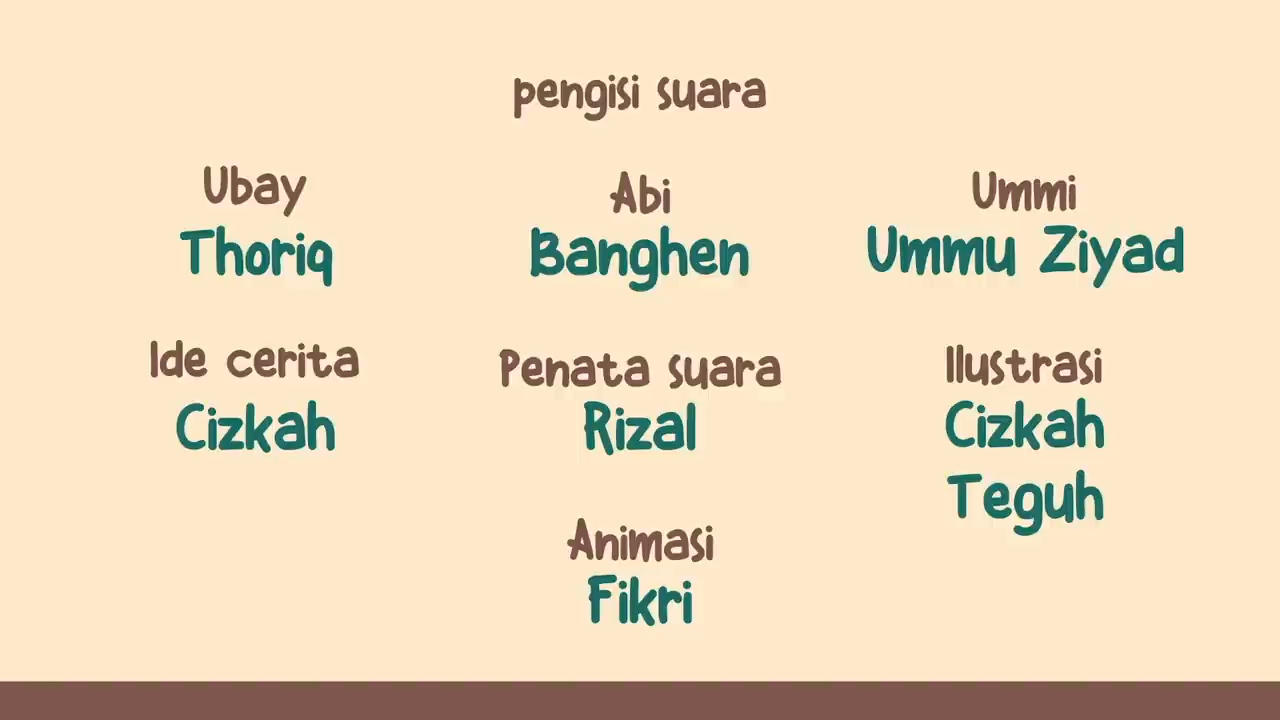 pengisi suara
Ubay
Thoriq
Abi
Banghen
Ummi
Ummu Ziyad
Ide cerita
Cizkah
Penata suara
Rizal
Ilustrasi
Cizkah
Teguh
Animasi
Fikri